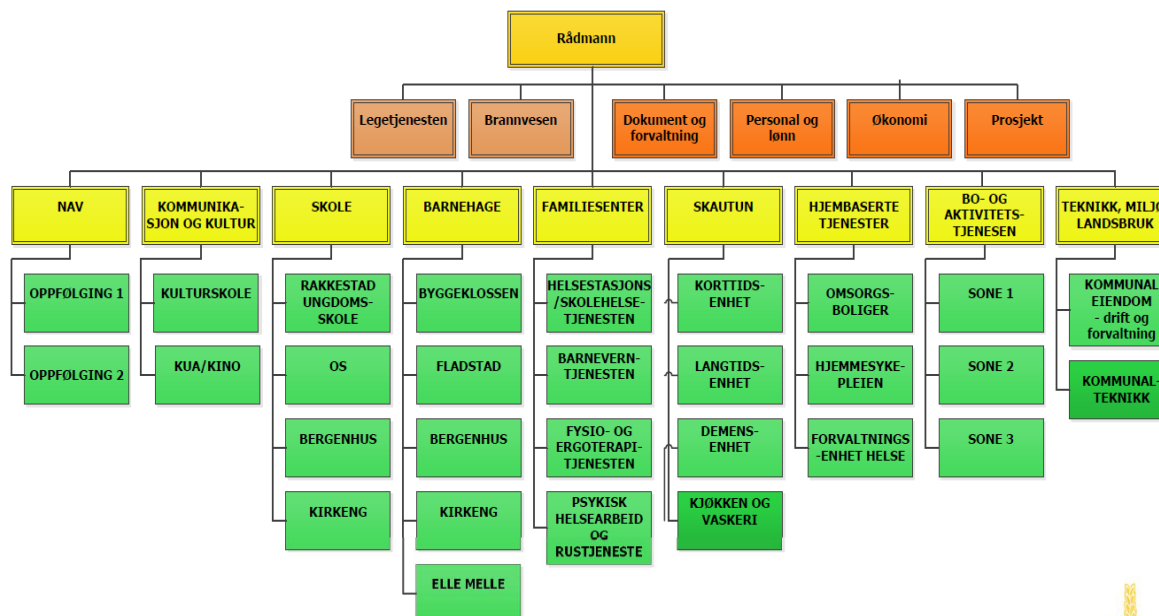 Rådmann
Legetjenesten
Brannvesen
Dokument og
forvaltning
Personal og
lønn
Økonomi
Prosjekt
NAV
KOMMUNIKA-
SJON OG KULTUR
SKOLE
BARNEHAGE
FAMILIESENTER
SKAUTUN
HJEMBASERTE
TJENESTER
BO- OG
AKTIVITETS-
TJENESEN
TEKNIKK, MILJØ,
LANDSBRUK
OPPFØLGING 1
OPPFØLGING 2
KULTURSKOLE
KUA/KINO
RAKKESTAD
UNGDOMS-
SKOLE
OS
BERGENHUS
KIRKENG
BYGGEKLOSSEN
FLADSTAD
BERGENHUS
KIRKENG
ELLE MELLE
HELSESTASJONS
/SKOLEHELSE-
TJENESTEN
BARNEVERN-
TJENESTEN
FYSIO- OG
ERGOTERAPI-
TJENESTEN
PSYKISK
HELSEARBEID
OG
RUSTJENESTE
KORTTIDS-
ENHET
LANGTIDS-
ENHET
DEMENS-
ENHET
KJØKKEN OG
VASKERI
OMSORGS-
BOLIGER
HJEMMESYKE-
PLEIEN
FORVALTNINGS
-ENHET HELSE
SONE 1
SONE 2
SONE 3
KOMMUNAL
EIENDOM
- drift og
forvaltning
KOMMUNAL-
TEKNIKK